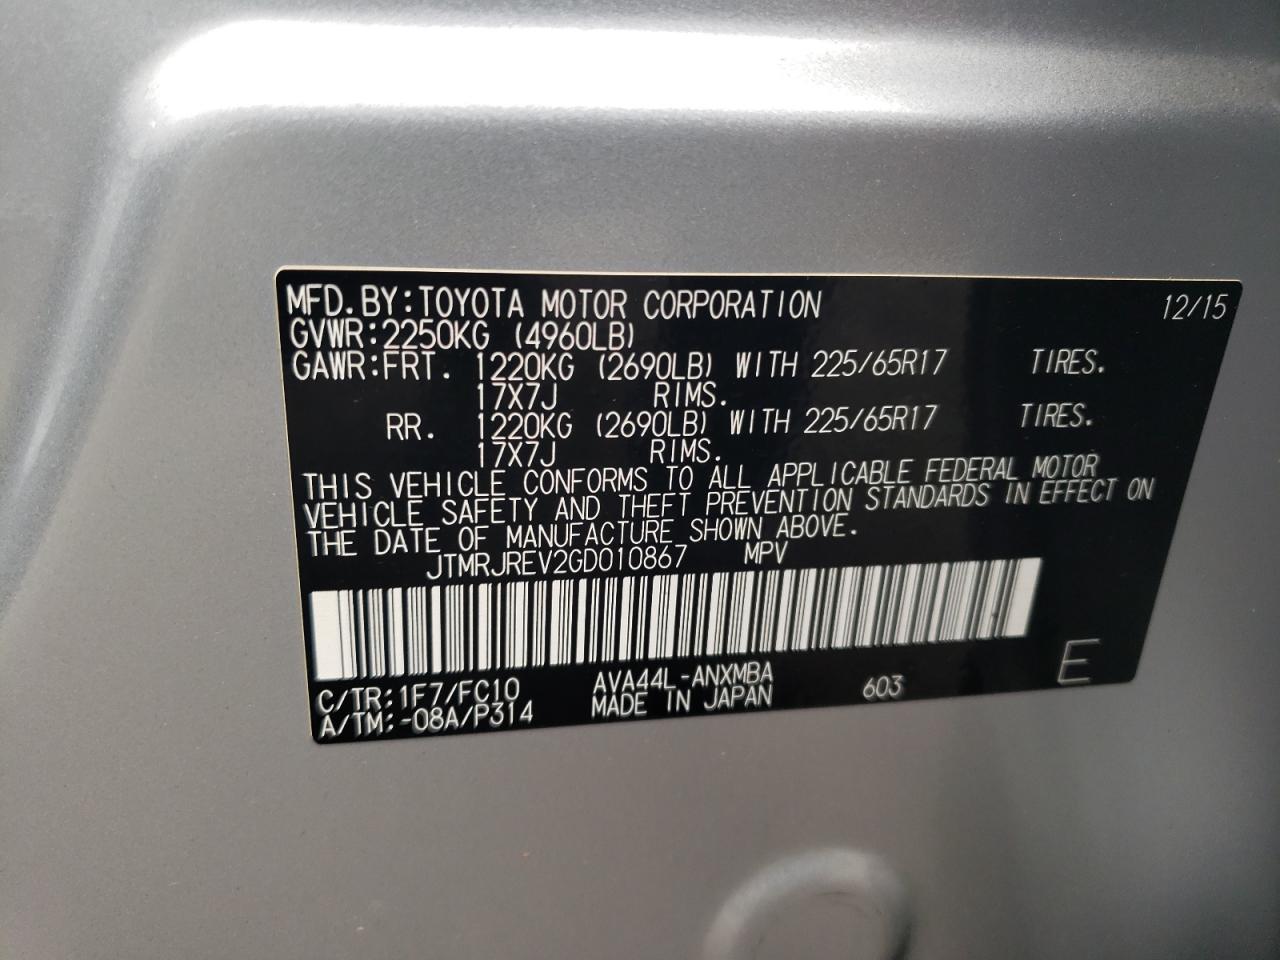 MFD. BY: TOYOTA MOTOR CORPORATION 12/15
GVWR: 2250KG (4960LB)
GAWR: FRT. 1220KG (2690LB) WITH 225/65R17 TIRES.
17X7J RIMS.
RR. 1220KG (2690LB) WITH 225/65R17 TIRES.
17X7J RIMS.
THIS VEHICLE CONFORMS TO ALL APPLICABLE FEDERAL MOTOR
VEHICLE SAFETY AND THEFT PREVENTION STANDARDS IN EFFECT ON
THE DATE OF MANUFACTURE SHOWN ABOVE.
JTMRJREV2GD010867 MPV
C/TR: 1F7/FC10 AVA44L-ANXMBA 603 E
A/TM: -08A/P314 MADE IN JAPAN